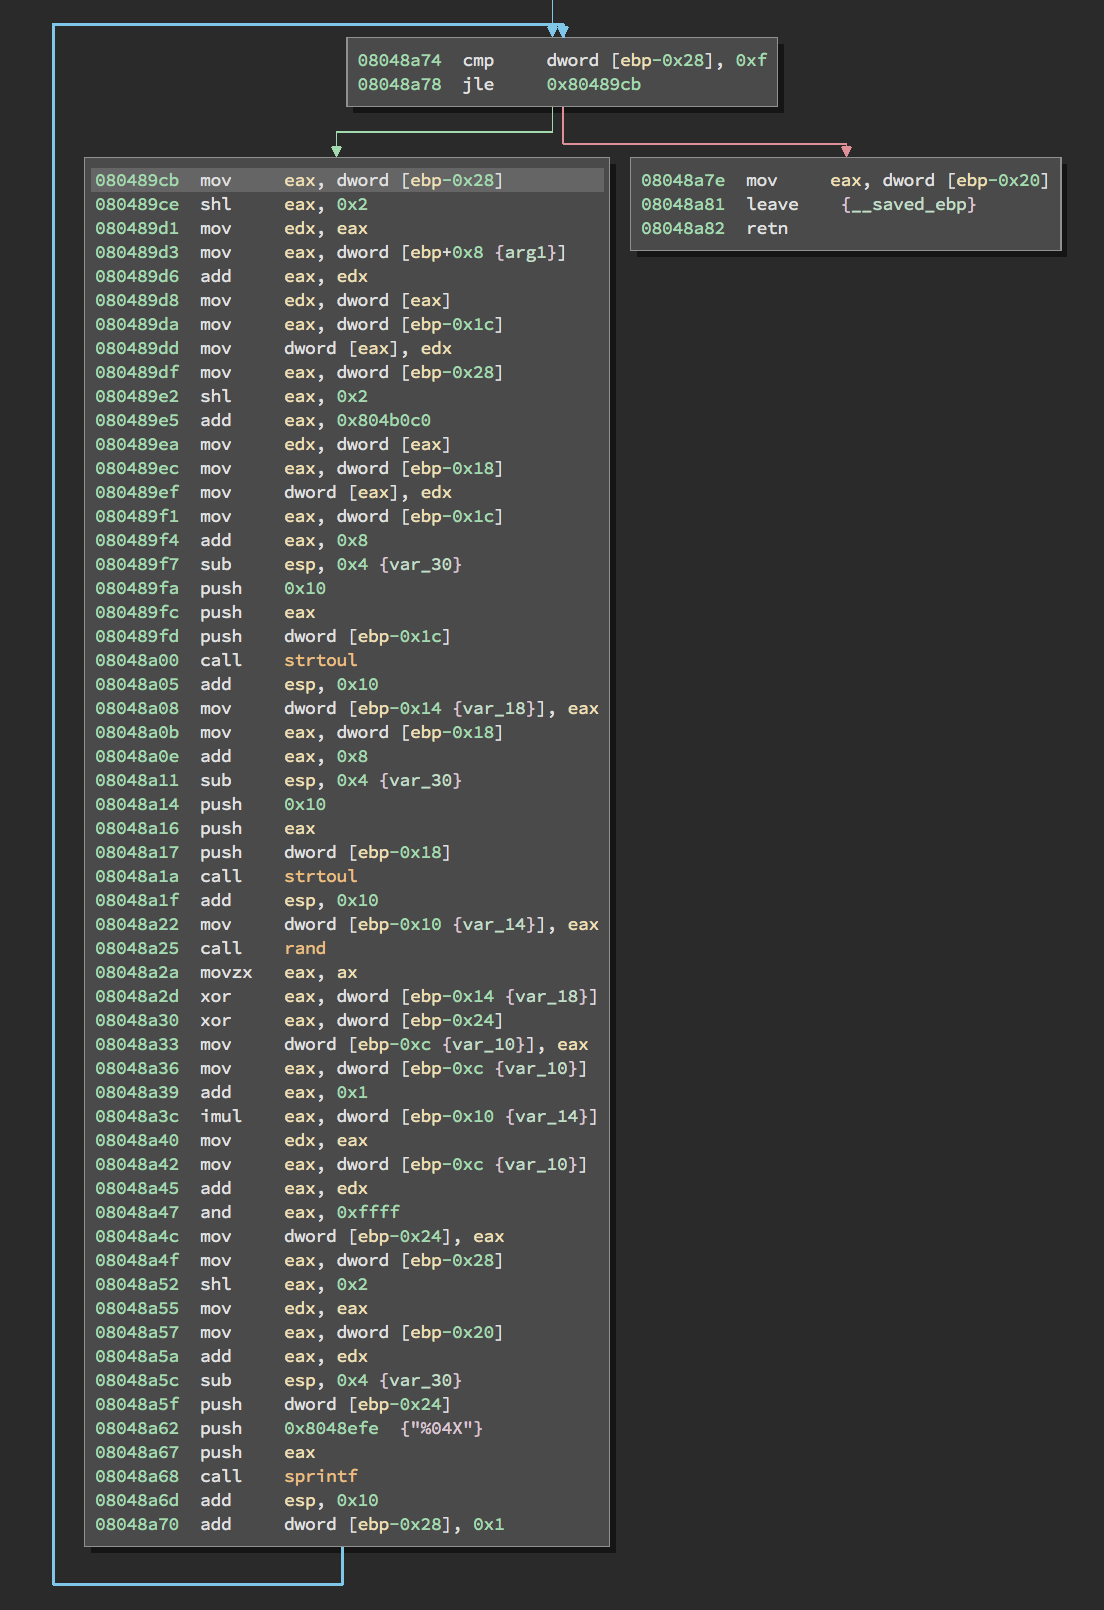 08048a74 cmp dword [ebp-0x28], 0xf
08048a78 jle 0x80489cb
080489cb mov eax, dword [ebp-0x28]
080489ce shl eax, 0x2
080489d1 mov edx, eax
080489d3 mov eax, dword [ebp+0x8 {arg1}]
080489d6 add eax, edx
080489d8 mov edx, dword [eax]
080489da mov eax, dword [ebp-0x1c]
080489dd mov dword [eax], edx
080489df mov eax, dword [ebp-0x28]
080489e2 shl eax, 0x2
080489e5 add eax, 0x804b0c0
080489ea mov edx, dword [eax]
080489ec mov eax, dword [ebp-0x18]
080489ef mov dword [eax], edx
080489f1 mov eax, dword [ebp-0x1c]
080489f4 add eax, 0x8
080489f7 sub esp, 0x4 {var_30}
080489fa push 0x10
080489fc push eax
080489fd push dword [ebp-0x1c]
08048a00 call strtoul
08048a05 add esp, 0x10
08048a08 mov dword [ebp-0x14 {var_18}], eax
08048a0b mov eax, dword [ebp-0x18]
08048a0e add eax, 0x8
08048a11 sub esp, 0x4 {var_30}
08048a14 push 0x10
08048a16 push eax
08048a17 push dword [ebp-0x18]
08048a1a call strtoul
08048a1f add esp, 0x10
08048a22 mov dword [ebp-0x10 {var_14}], eax
08048a25 call rand
08048a2a movzx eax, ax
08048a2d xor eax, dword [ebp-0x14 {var_18}]
08048a30 xor eax, dword [ebp-0x24]
08048a33 mov dword [ebp-0xc {var_10}], eax
08048a36 mov eax, dword [ebp-0xc {var_10}]
08048a39 add eax, 0x1
08048a3c imul eax, dword [ebp-0x10 {var_14}]
08048a40 mov edx, eax
08048a42 mov eax, dword [ebp-0xc {var_10}]
08048a45 add eax, edx
08048a47 and eax, 0xffff
08048a4c mov dword [ebp-0x24], eax
08048a4f mov eax, dword [ebp-0x28]
08048a52 shl eax, 0x2
08048a55 mov edx, eax
08048a57 mov eax, dword [ebp-0x20]
08048a5a add eax, edx
08048a5c sub esp, 0x4 {var_30}
08048a5f push dword [ebp-0x24]
08048a62 push 0x8048efe {"%04X"}
08048a67 push eax
08048a68 call sprintf
08048a6d add esp, 0x10
08048a70 add dword [ebp-0x28], 0x1
08048a7e mov eax, dword [ebp-0x20]
08048a81 leave {__saved_ebp}
08048a82 retn